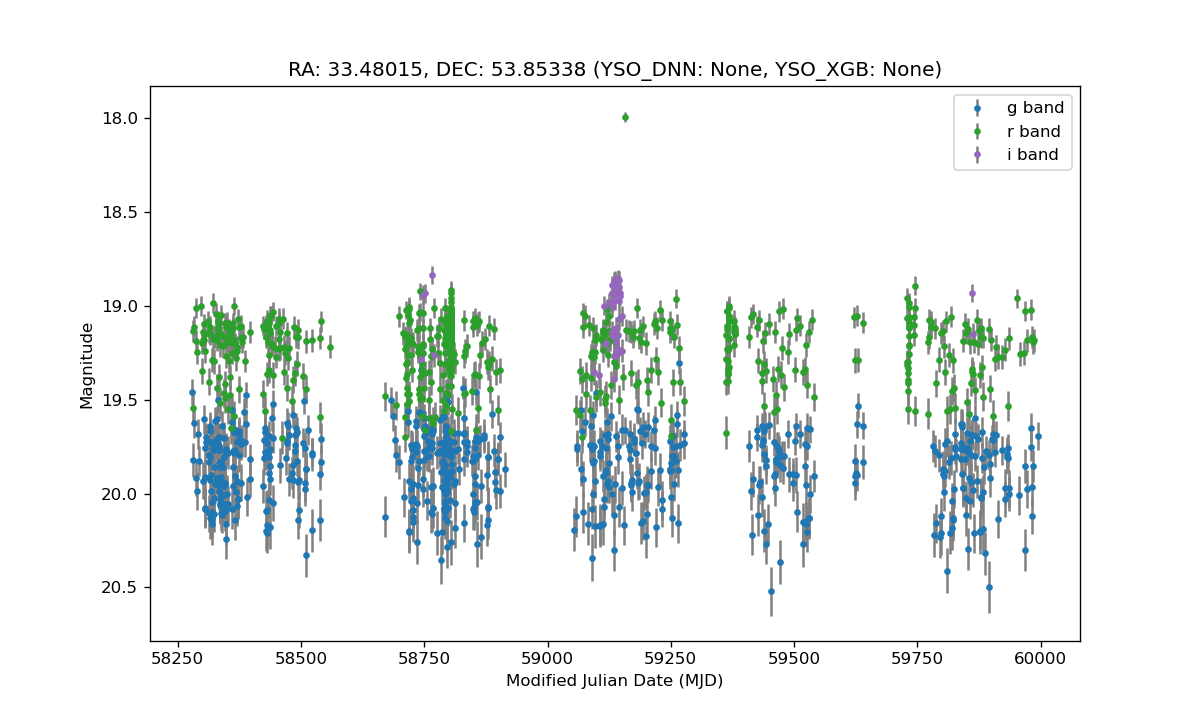 RA: 33.48015, DEC: 53.85338 (YSO_DNN: None, YSO_XGB: None)
g band
r band
i band
18.0
18.5
19.0
19.5
20.0
20.5
Magnitude
58250 58500 58750 59000 59250 59500 59750 60000
Modified Julian Date (MJD)